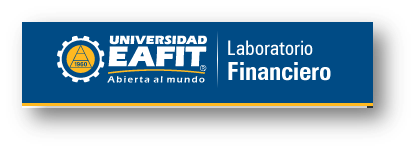 UNIVERSIDAD
EAFIT®
Abierta al mundo
1960
Laboratorio
Financiero